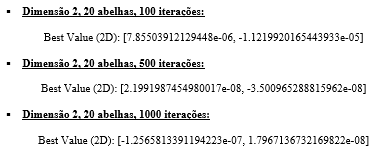 ▪ Dimensão 2, 20 abelhas, 100 iterações:
Best Value (2D): [7.85503912129448e-06, -1.1219920165443933e-05]
▪ Dimensão 2, 20 abelhas, 500 iterações:
Best Value (2D): [2.1991987454980017e-08, -3.500965288815962e-08]
▪ Dimensão 2, 20 abelhas, 1000 iterações:
Best Value (2D): [-1.2565813391194223e-07, 1.7967136732169822e-08]